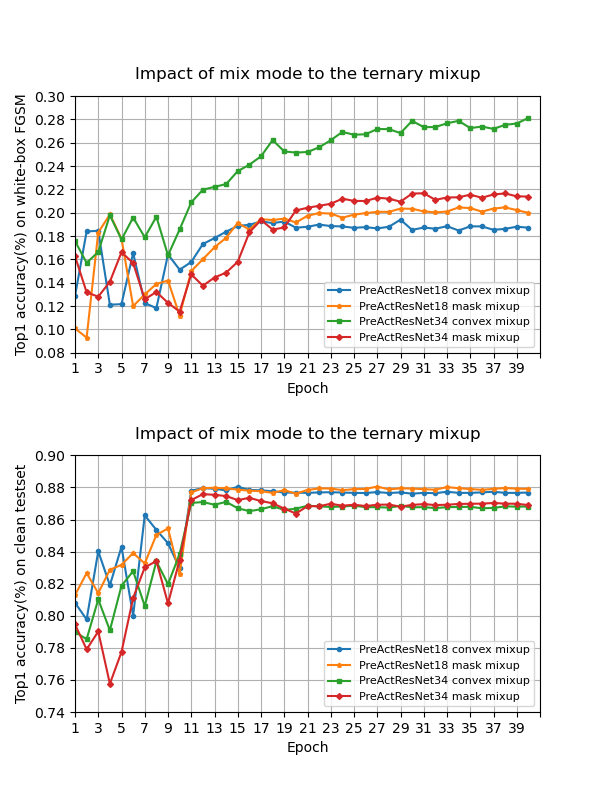 Impact of mix mode to the ternary mixup
Top1 accuracy(%) on white-box FGSM
0.30
0.28
0.26
0.24
0.22
0.20
0.18
0.16
0.14
0.12
0.10
0.08
PreActResNet18 convex mixup
PreActResNet18 mask mixup
PreActResNet34 convex mixup
PreActResNet34 mask mixup
1 3 5 7 9 11 13 15 17 19 21 23 25 27 29 31 33 35 37 39
Epoch
Impact of mix mode to the ternary mixup
Top1 accuracy(%) on clean testset
0.90
0.88
0.86
0.84
0.82
0.80
0.78
0.76
0.74
PreActResNet18 convex mixup
PreActResNet18 mask mixup
PreActResNet34 convex mixup
PreActResNet34 mask mixup
1 3 5 7 9 11 13 15 17 19 21 23 25 27 29 31 33 35 37 39
Epoch